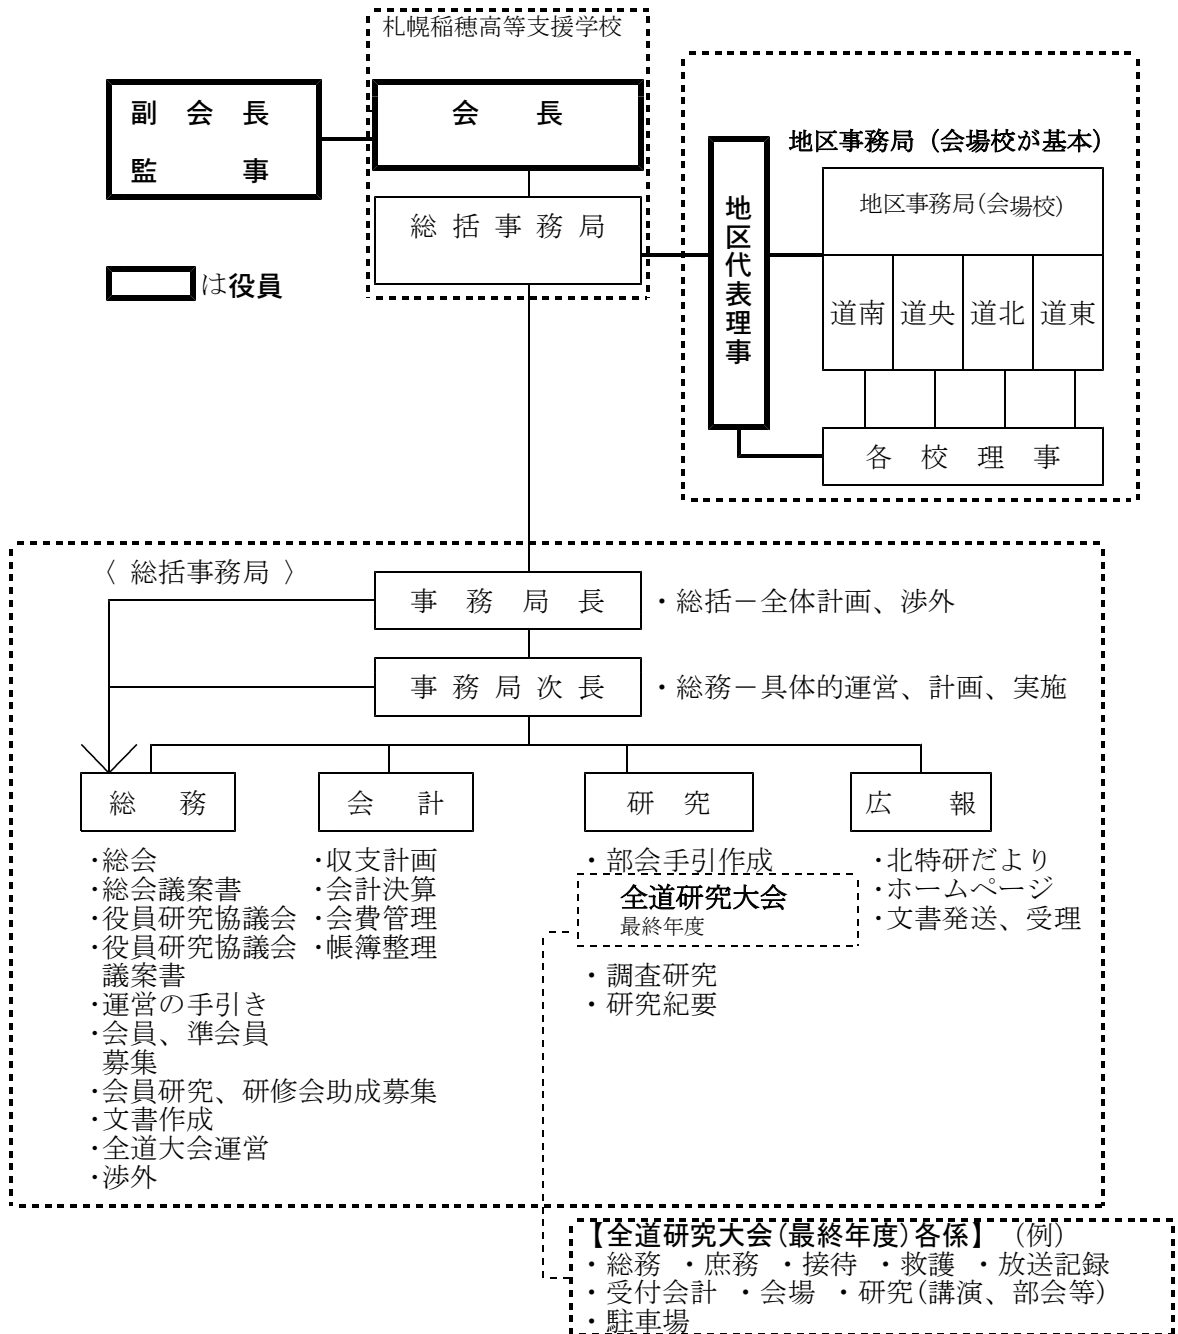 札幌稲穂高等支援学校
副　会　長
監　　　事
会　　長
総 括 事 務 局
は役員
地区代表理事
地区事務局（会場校が基本）
地区事務局(会場校)
道南 道央 道北 道東
各　校　理　事
〈 総括事務局 〉
事　務　局　長
・総括－全体計画、渉外
事 務 局 次 長
・総務－具体的運営、計画、実施
総　務
・総会
・総会議案書
・役員研究協議会
・役員研究協議会
議案書
・運営の手引き
・会員、準会員
募集
・会員研究、研修会助成募集
・文書作成
・全道大会運営
・渉外
会　計
・収支計画
・会計決算
・会費管理
・帳簿整理
研　究
・部会手引作成
全道研究大会
最終年度
・調査研究
・研究紀要
広　報
・北特研だより
・ホームページ
・文書発送、受理
【全道研究大会(最終年度)各係】（例）
・総務 ・庶務 ・接待 ・救護 ・放送記録
・受付会計 ・会場 ・研究(講演、部会等)
・駐車場